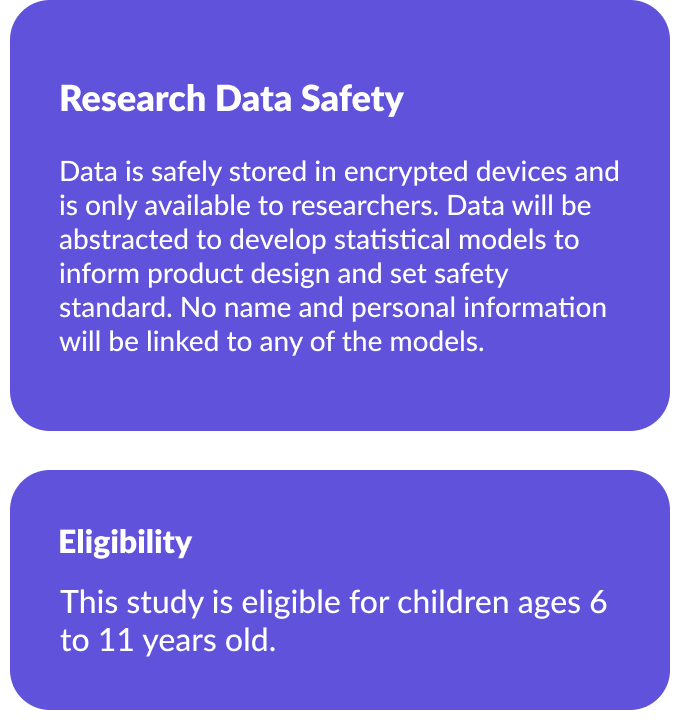 Research Data Safety
Data is safely stored in encrypted devices and
is only available to researchers. Data will be
abstracted to develop statistical models to
inform product design and set safety
standard. No name and personal information
will be linked to any of the models.
Eligibility
This study is eligible for children ages 6
to 11 years old.